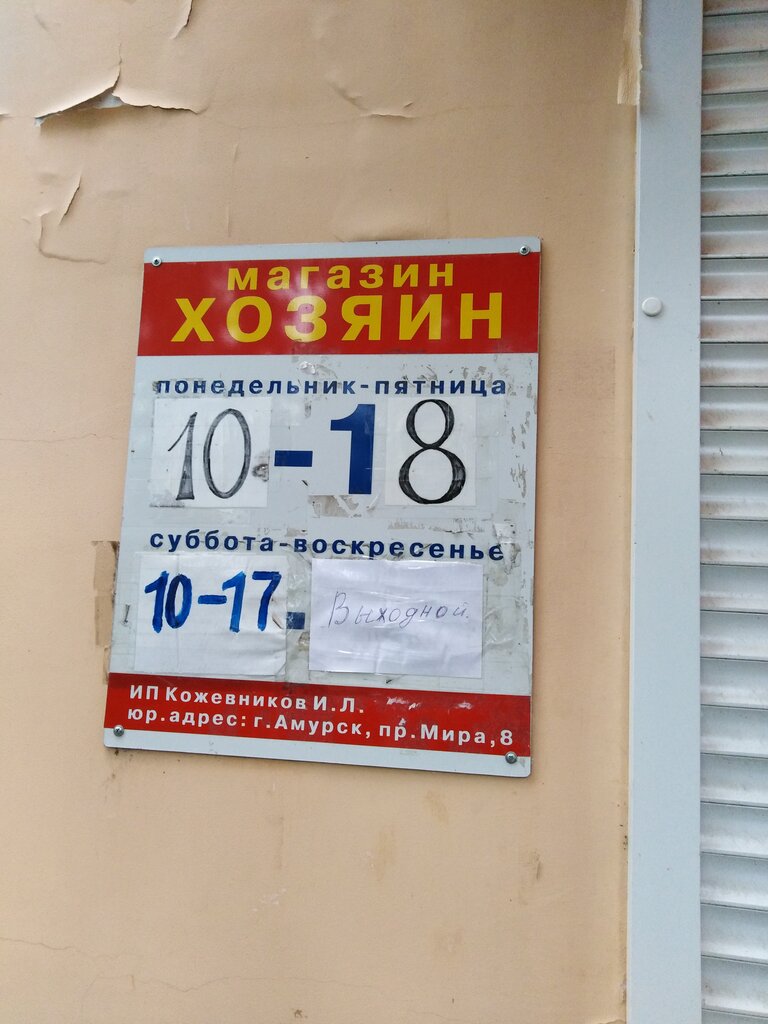 магазин
ХОЗЯИН
понедельник-пятница
10-18
суббота-воскресенье
10-17. - Выходной.
ИП Кожевников И.Л.
юр.адрес: г.Амурск, пр.Мира,8